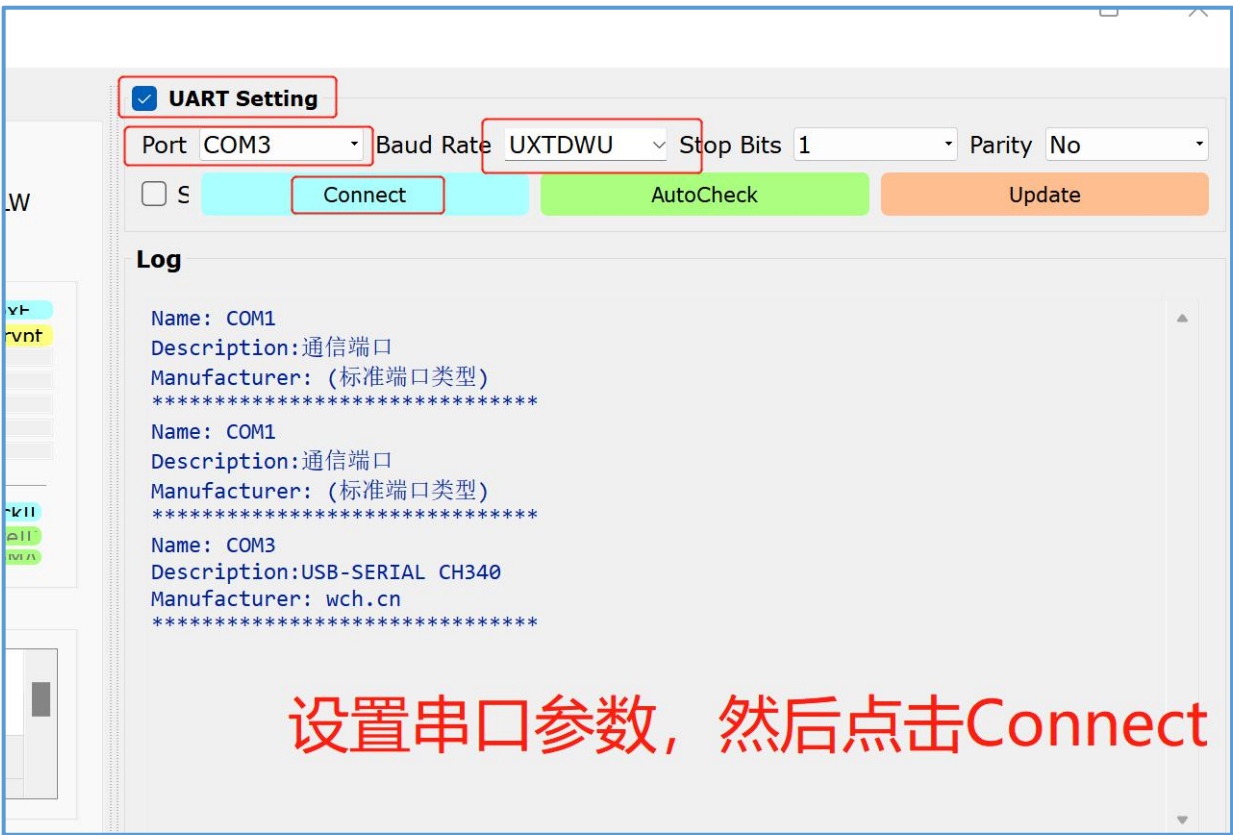 UART Setting
Port COM3 Baud Rate UXTDWU Stop Bits 1 Parity No
S Connect AutoCheck Update
Log
Name: COM1
Description:通信端口
Manufacturer: (标准端口类型)
*******************************
Name: COM1
Description:通信端口
Manufacturer: (标准端口类型)
*******************************
Name: COM3
Description:USB-SERIAL CH340
Manufacturer: wch.cn
*******************************
设置串口参数，然后点击Connect